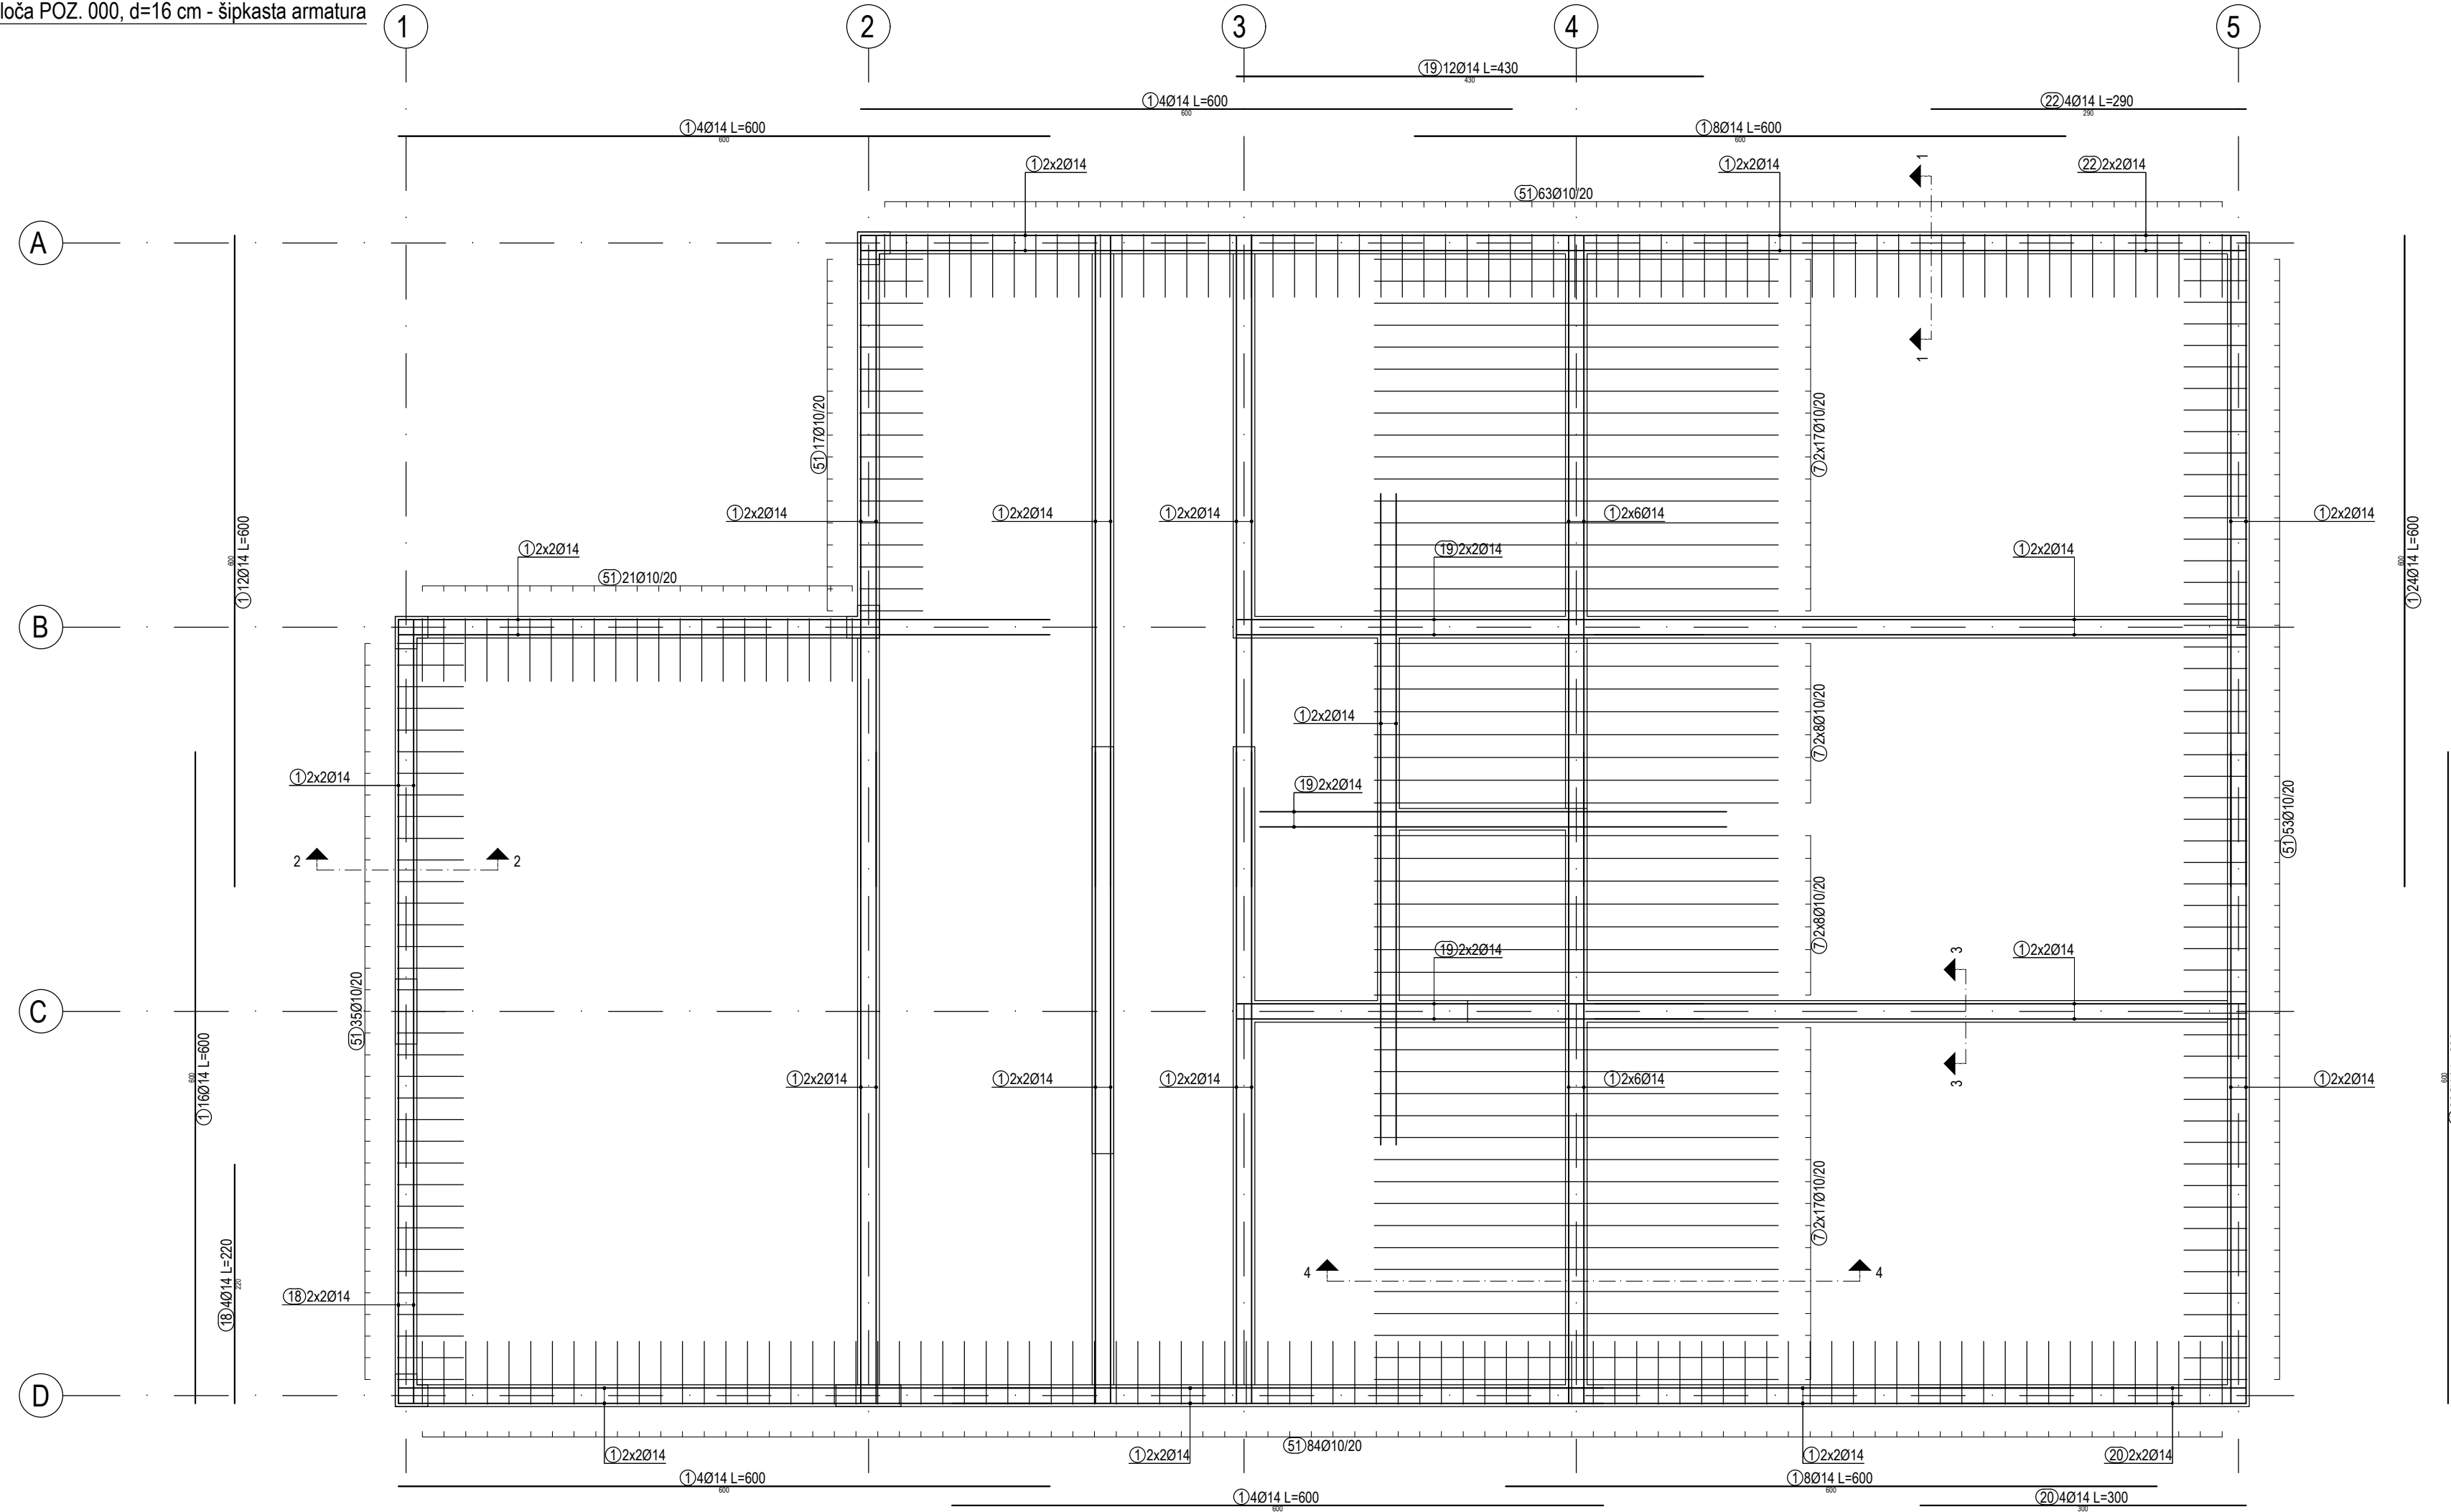 loča POZ. 000, d=16 cm - šipkasta armatura
1
2
3
4
5
19 12Ø14 L=430
430
1 4Ø14 L=600
600
22 4Ø14 L=290
290
1 4Ø14 L=600
600
1 8Ø14 L=600
600
1 2x2Ø14
1 2x2Ø14
22 2x2Ø14
1
51 63Ø10/20
A
1
51 17Ø10/20
7 2x17Ø10/20
1 2x2Ø14
1 2x2Ø14
1 2x2Ø14
1 2x6Ø14
1 2x2Ø14
600
1 12Ø14 L=600
600
1 24Ø14 L=600
1 2x2Ø14
19 2x2Ø14
1 2x2Ø14
51 21Ø10/20
B
1 2x2Ø14
7 2x8Ø10/20
1 2x2Ø14
19 2x2Ø14
51 53Ø10/20
2
2
7 2x8Ø10/20
19 2x2Ø14
1 2x2Ø14
3
51 35Ø10/20
C
600
1 16Ø14 L=600
1 2x2Ø14
1 2x2Ø14
1 2x2Ø14
1 2x6Ø14
3
1 2x2Ø14
600
7 2x17Ø10/20
18 4Ø14 L=220
220
4
4
18 2x2Ø14
D
51 84Ø10/20
1 2x2Ø14
1 2x2Ø14
1 2x2Ø14
20 2x2Ø14
1 4Ø14 L=600
600
1 8Ø14 L=600
600
1 4Ø14 L=600
600
20 4Ø14 L=300
300